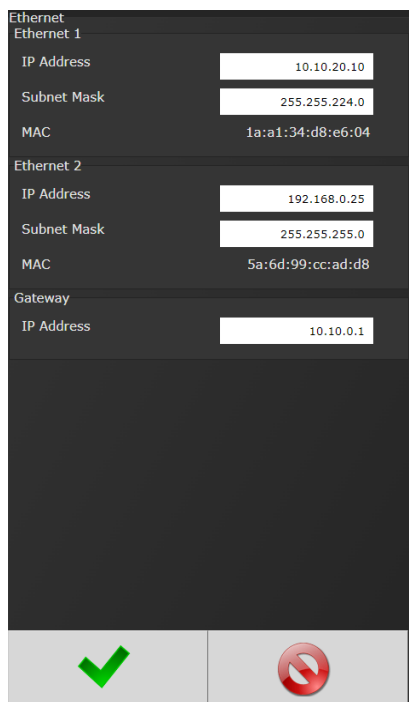 Ethernet
Ethernet 1
IP Address 10.10.20.10
Subnet Mask 255.255.224.0
MAC 1a:a1:34:d8:e6:04
Ethernet 2
IP Address 192.168.0.25
Subnet Mask 255.255.255.0
MAC 5a:6d:99:cc:ad:d8
Gateway
IP Address 10.10.0.1